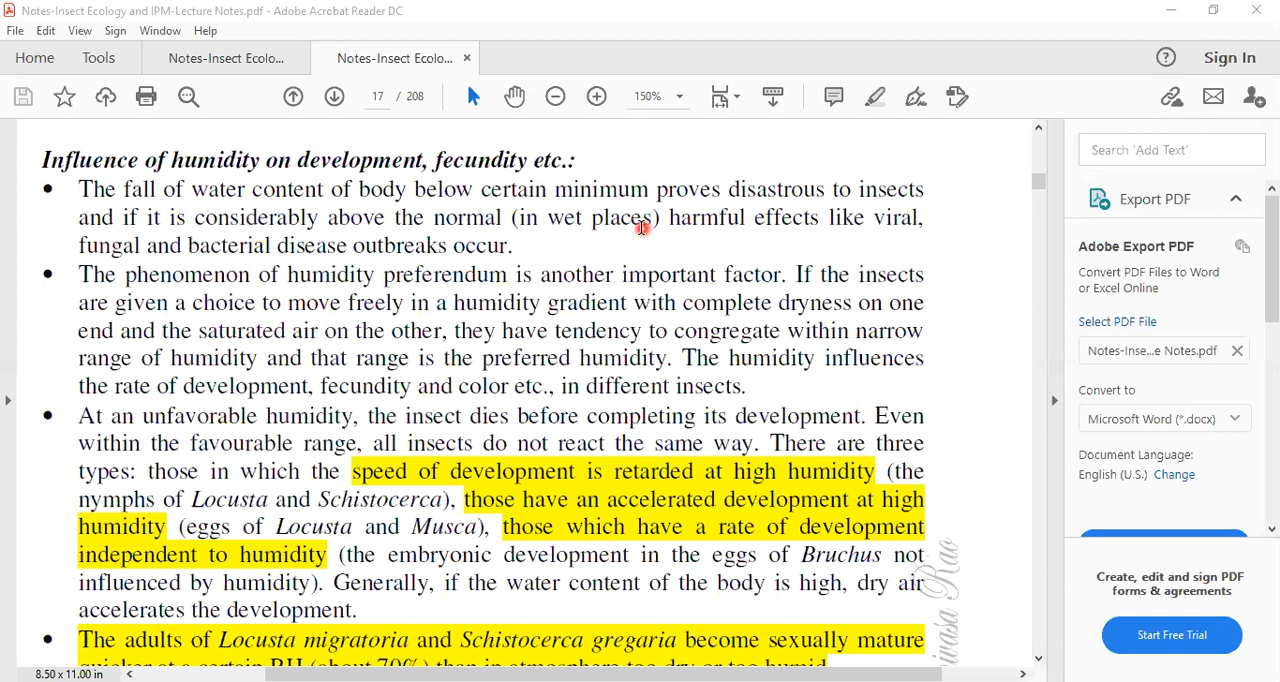 Notes-Insect Ecology and IPM-Lecture Notes.pdf - Adobe Acrobat Reader DC
File Edit View Sign Window Help
Home Tools Notes-Insect Ecolo... Notes-Insect Ecolo... × Sign In
17 / 208 150%
Influence of humidity on development, fecundity etc.:
• The fall of water content of body below certain minimum proves disastrous to insects
and if it is considerably above the normal (in wet places) harmful effects like viral,
fungal and bacterial disease outbreaks occur.
• The phenomenon of humidity preferendum is another important factor. If the insects
are given a choice to move freely in a humidity gradient with complete dryness on one
end and the saturated air on the other, they have tendency to congregate within narrow
range of humidity and that range is the preferred humidity. The humidity influences
the rate of development, fecundity and color etc., in different insects.
• At an unfavorable humidity, the insect dies before completing its development. Even
within the favourable range, all insects do not react the same way. There are three
types: those in which the speed of development is retarded at high humidity (the
nymphs of Locusta and Schistocerca), those have an accelerated development at high
humidity (eggs of Locusta and Musca), those which have a rate of development
independent to humidity (the embryonic development in the eggs of Bruchus not
influenced by humidity). Generally, if the water content of the body is high, dry air
accelerates the development.
• The adults of Locusta migratoria and Schistocerca gregaria become sexually mature
quicker at a certain RH (about 70%) than in atmosphere too dry or too humid
ivasa Rao
8.50 x 11.00 in
Search 'Add Text'
Export PDF
Adobe Export PDF
Convert PDF Files to Word
or Excel Online
Select PDF File
Notes-Inse...e Notes.pdf
Convert to
Microsoft Word (*.docx)
Document Language:
English (U.S.) Change
Create, edit and sign PDF
forms & agreements
Start Free Trial